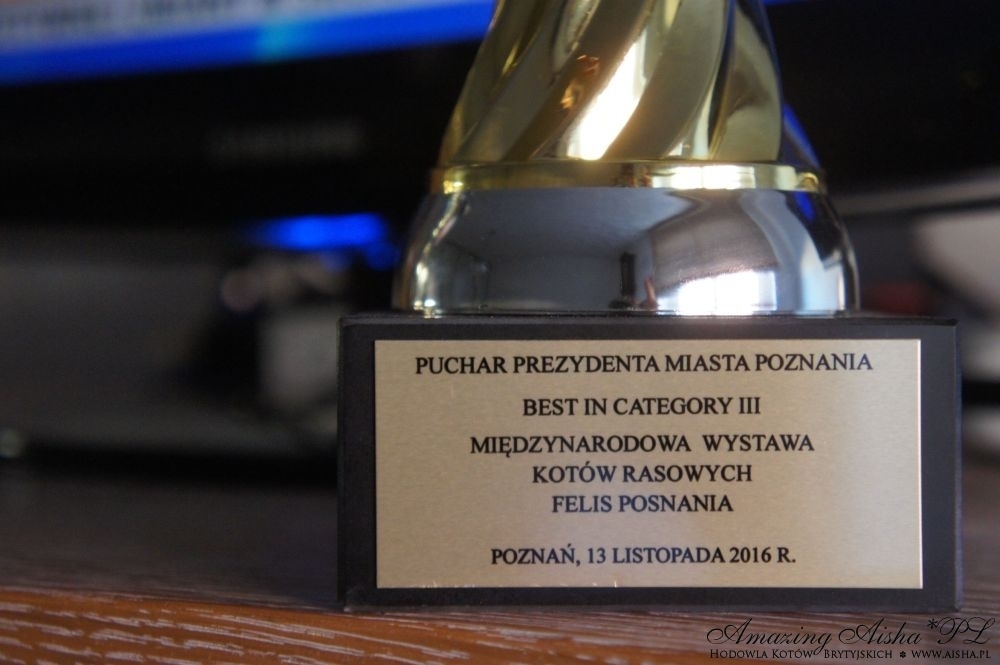 PUCHAR PREZYDENTA MIASTA POZNANIA
BEST IN CATEGORY III
MIĘDZYNARODOWA WYSTAWA
KOTÓW RASOWYCH
FELIS POSNANIA
POZNAŃ, 13 LISTOPADA 2016 R.
Amazing Aisha*PL
HODOWLA KOTÓW BRYTYJSKICH * WWW.AISHA.PL